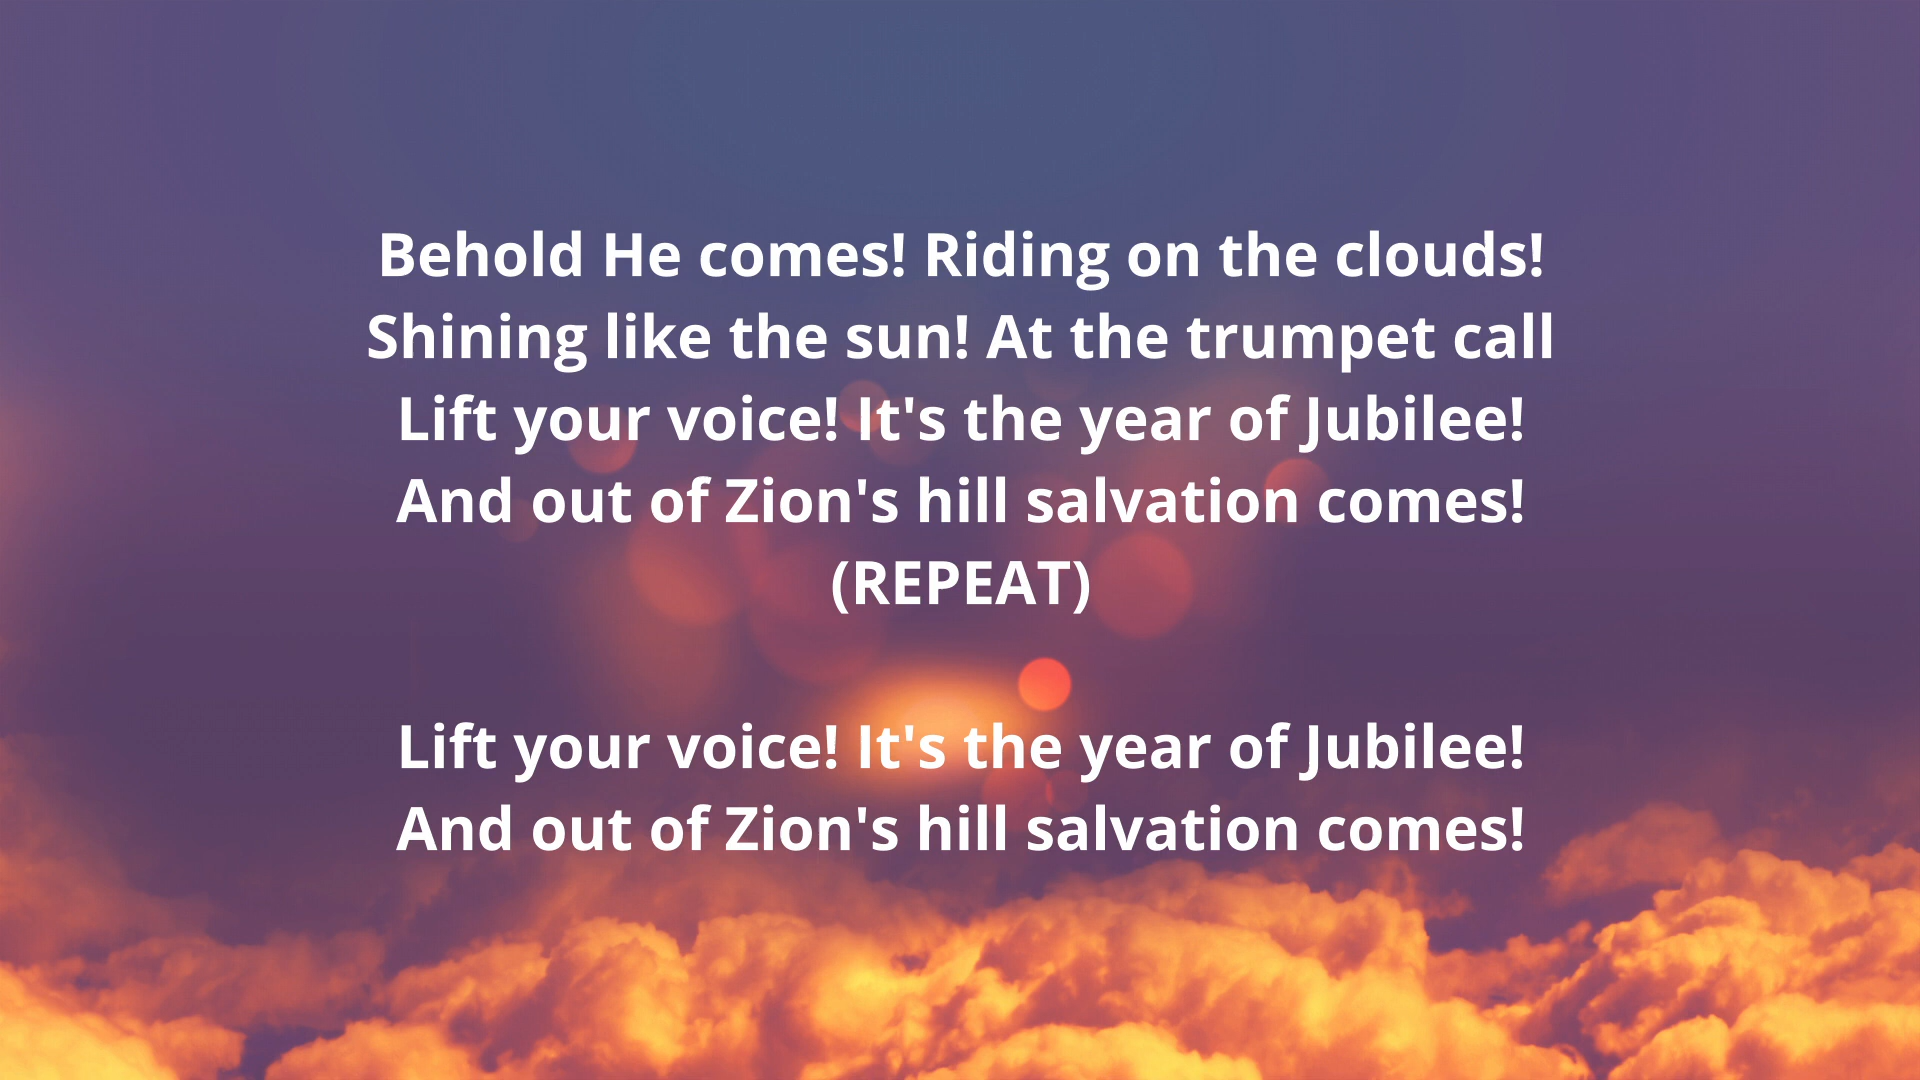 Behold He comes! Riding on the clouds!
Shining like the sun! At the trumpet call
Lift your voice! It's the year of Jubilee!
And out of Zion's hill salvation comes!
(REPEAT)
Lift your voice! It's the year of Jubilee!
And out of Zion's hill salvation comes!